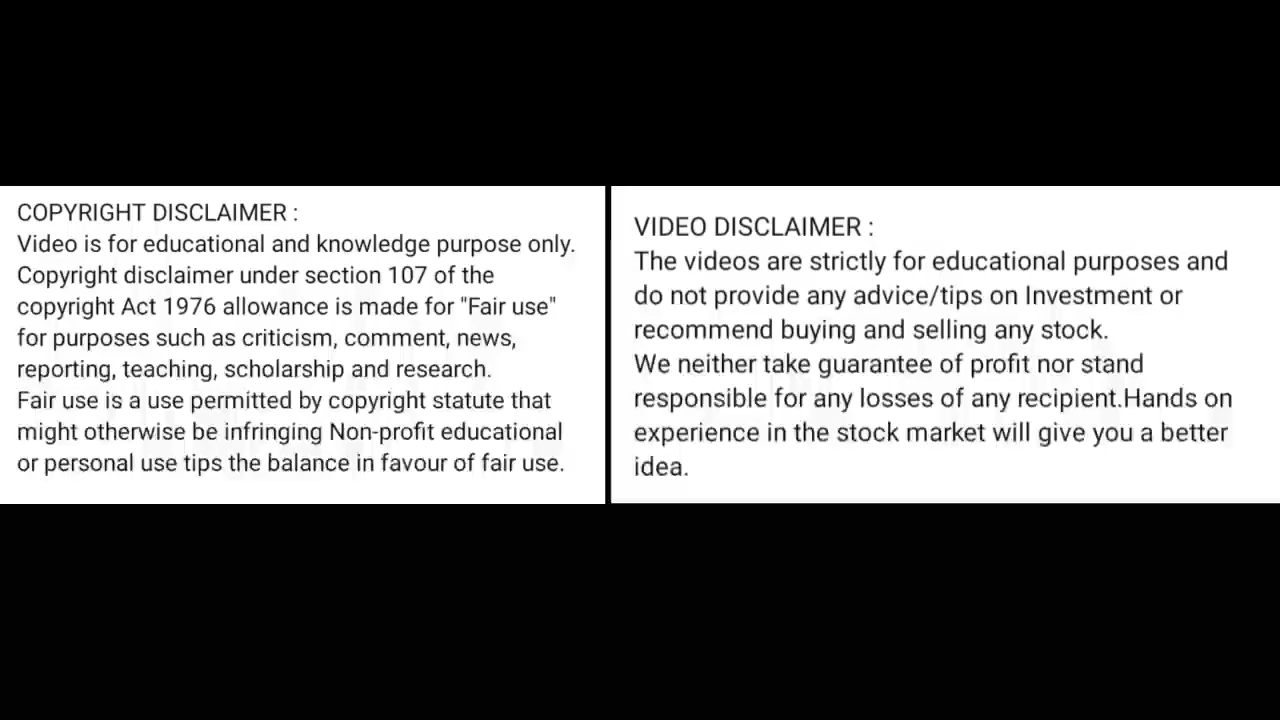 COPYRIGHT DISCLAIMER :
Video is for educational and knowledge purpose only.
Copyright disclaimer under section 107 of the
copyright Act 1976 allowance is made for "Fair use"
for purposes such as criticism, comment, news,
reporting, teaching, scholarship and research.
Fair use is a use permitted by copyright statute that
might otherwise be infringing Non-profit educational
or personal use tips the balance in favour of fair use.
VIDEO DISCLAIMER :
The videos are strictly for educational purposes and
do not provide any advice/tips on Investment or
recommend buying and selling any stock.
We neither take guarantee of profit nor stand
responsible for any losses of any recipient.Hands on
experience in the stock market will give you a better
idea.